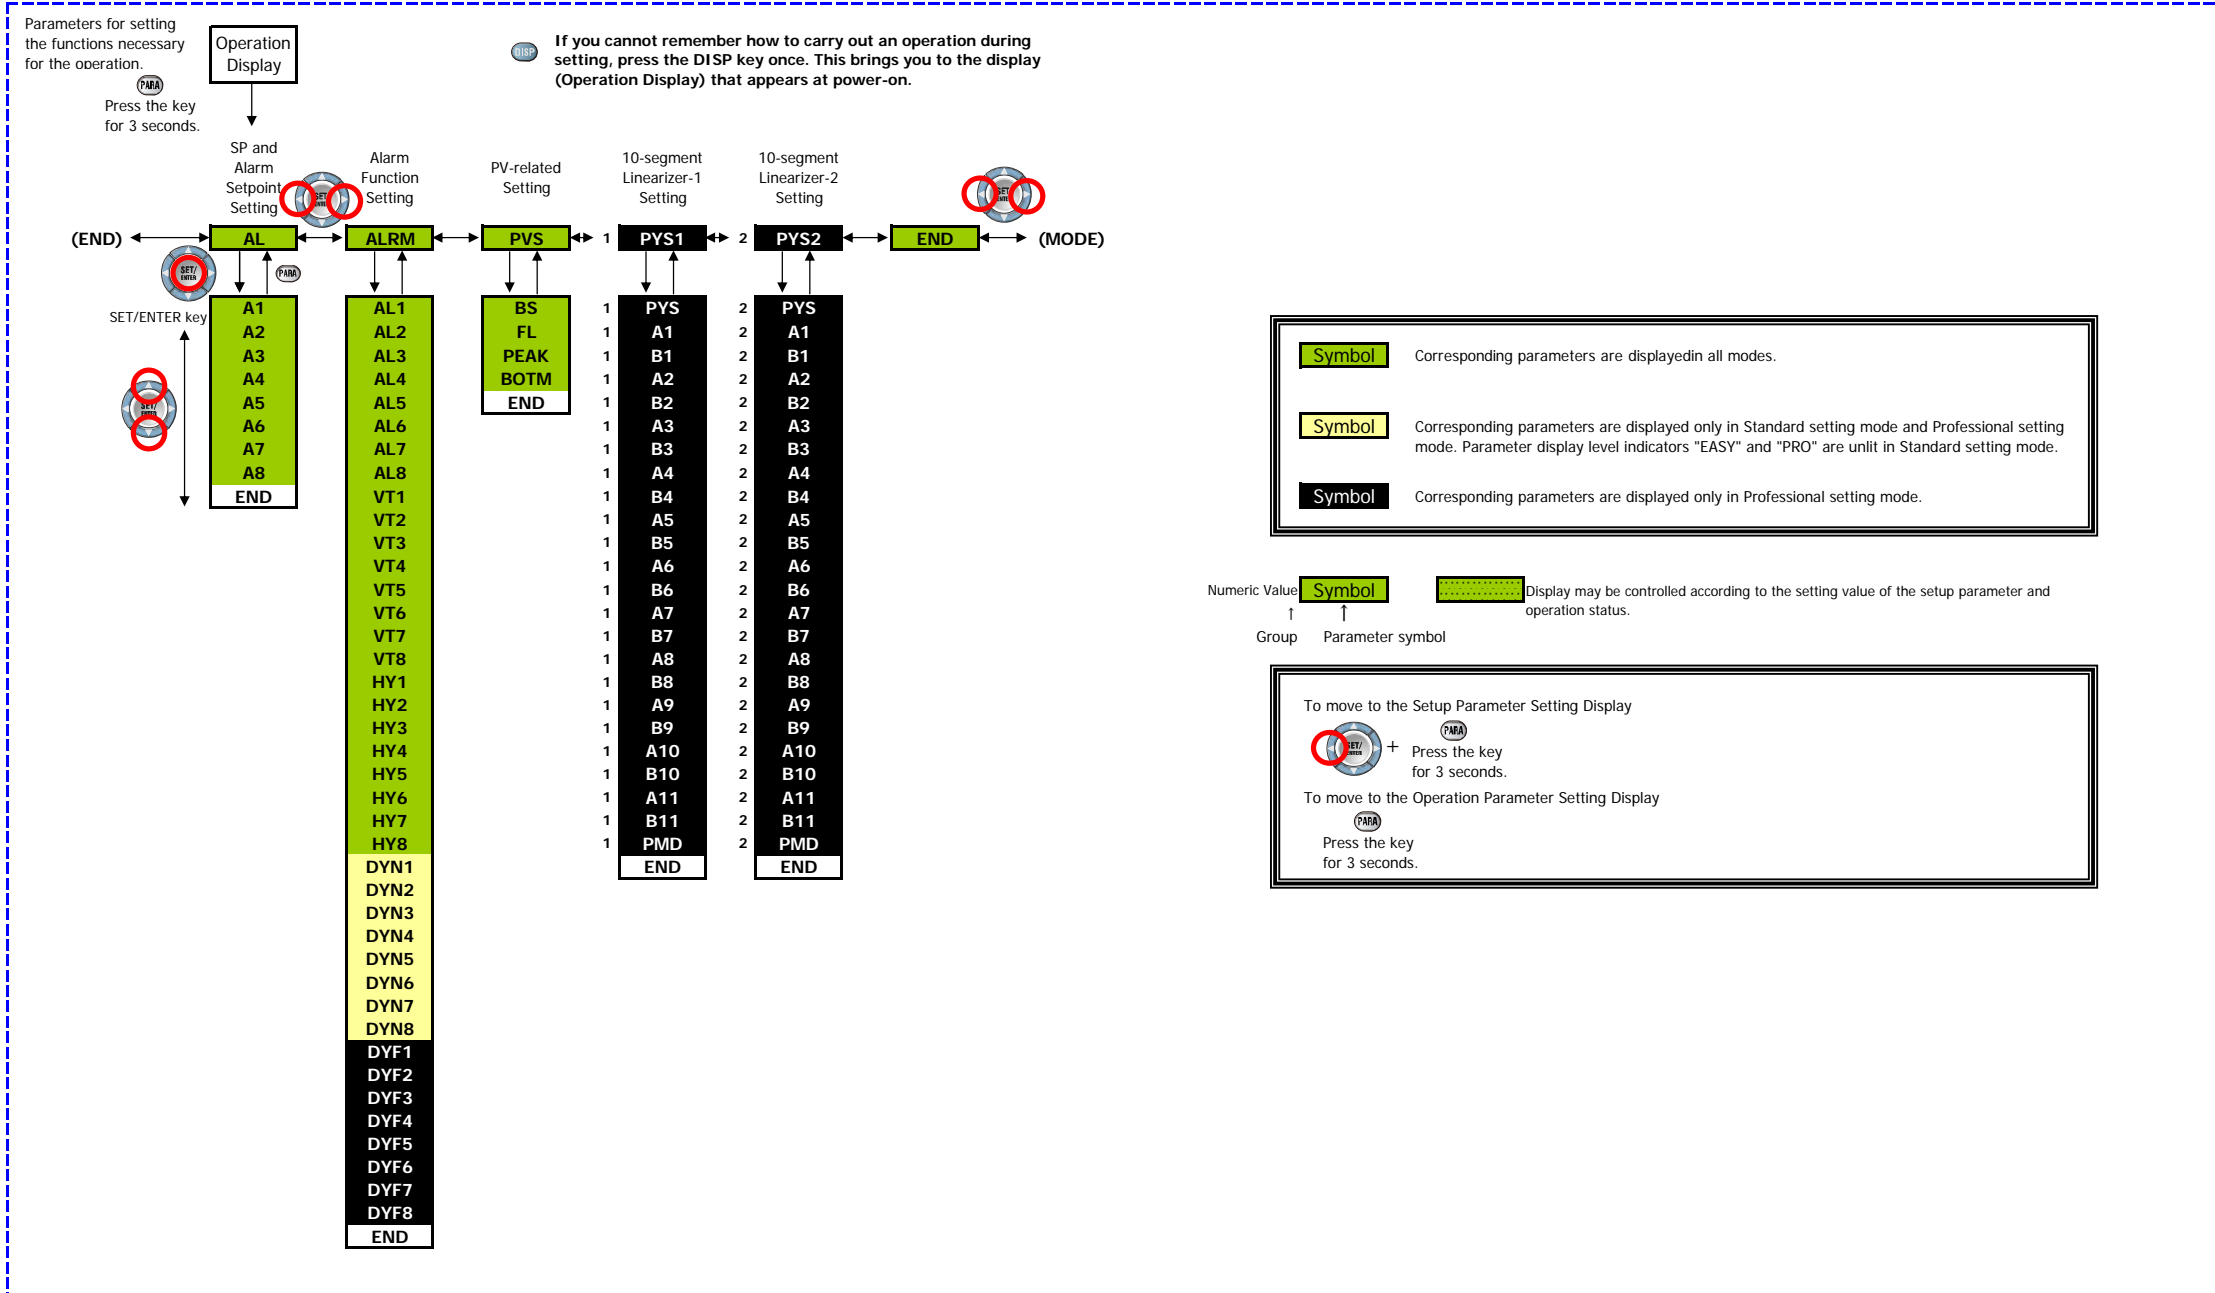 Parameters for setting
the functions necessary
for the operation.
PARA
Press the key
for 3 seconds.
Operation
Display
DISP
If you cannot remember how to carry out an operation during
setting, press the DISP key once. This brings you to the display
(Operation Display) that appears at power-on.
SP and
Alarm
Setpoint
Setting
SET/
ENTER
Alarm
Function
Setting
PV-related
Setting
10-segment
Linearizer-1
Setting
10-segment
Linearizer-2
Setting
SET/
ENTER
(END)
AL
ALRM
PVS
1 PYS1
2 PYS2
END
(MODE)
SET/
ENTER
PARA
SET/ENTER key
SET/
ENTER
A1
A2
A3
A4
A5
A6
A7
A8
END
AL1
AL2
AL3
AL4
AL5
AL6
AL7
AL8
VT1
VT2
VT3
VT4
VT5
VT6
VT7
VT8
HY1
HY2
HY3
HY4
HY5
HY6
HY7
HY8
DYN1
DYN2
DYN3
DYN4
DYN5
DYN6
DYN7
DYN8
DYF1
DYF2
DYF3
DYF4
DYF5
DYF6
DYF7
DYF8
END
BS
FL
PEAK
BOTM
END
1 PYS
1 A1
1 B1
1 A2
1 B2
1 A3
1 B3
1 A4
1 B4
1 A5
1 B5
1 A6
1 B6
1 A7
1 B7
1 A8
1 B8
1 A9
1 B9
1 A10
1 B10
1 A11
1 B11
1 PMD
END
2 PYS
2 A1
2 B1
2 A2
2 B2
2 A3
2 B3
2 A4
2 B4
2 A5
2 B5
2 A6
2 B6
2 A7
2 B7
2 A8
2 B8
2 A9
2 B9
2 A10
2 B10
2 A11
2 B11
2 PMD
END
Symbol Corresponding parameters are displayedin all modes.
Symbol Corresponding parameters are displayed only in Standard setting mode and Professional setting
mode. Parameter display level indicators "EASY" and "PRO" are unlit in Standard setting mode.
Symbol Corresponding parameters are displayed only in Professional setting mode.
Numeric Value Symbol
↑ ↑
Group Parameter symbol
Display may be controlled according to the setting value of the setup parameter and
operation status.
To move to the Setup Parameter Setting Display
SET/
ENTER
+
PARA
Press the key
for 3 seconds.
To move to the Operation Parameter Setting Display
PARA
Press the key
for 3 seconds.